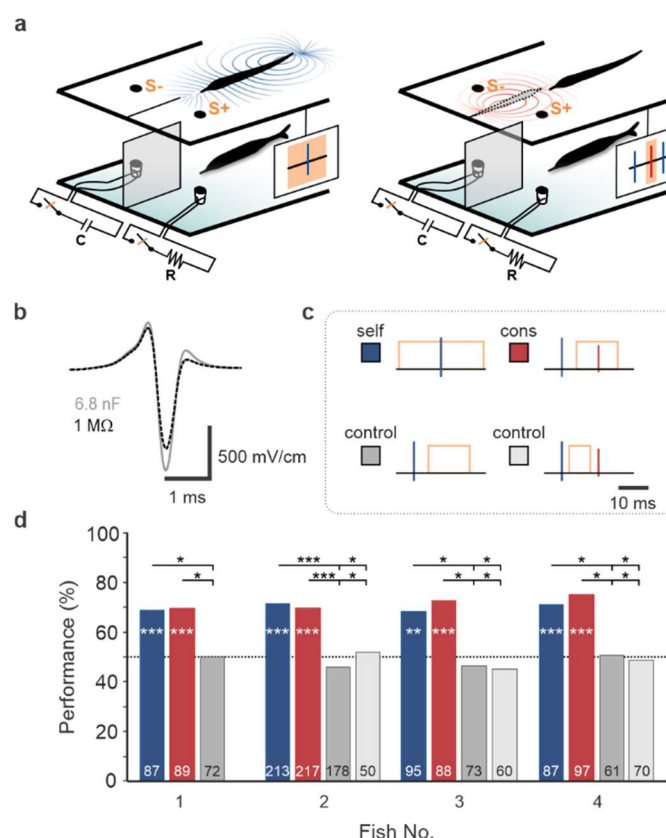 a
S-
S+
C
R
S-
S+
C
R
b
6.8 nF
1 MΩ
500 mV/cm
1 ms
c
self
cons
control
control
10 ms
d
Performance (%)
100
80
60
40
20
0
* *** * * * * *
* *** * * * * *
*** *** *** *** ** *** *** ***
87 89 72 213 217 178 50 95 88 73 60 87 97 61 70
1 2 3 4
Fish No.